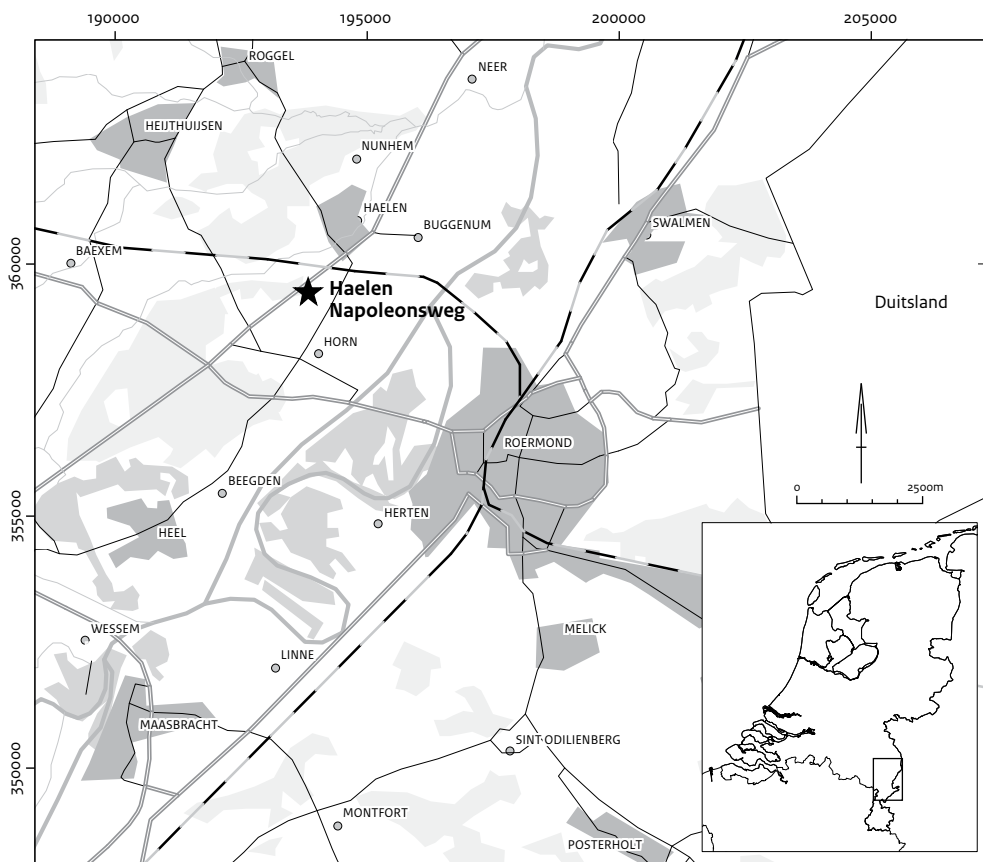 190000
195000
200000
205000
ROGGEL
NEER
HEIJTHUIJSEN
NUNHEM
HAELEN
BUGGENUM
SWALMEN
360000
BAEXEM
Haelen
Napoleonsweg
Duitsland
HORN
ROERMOND
BEEGDEN
0
2500m
HERTEN
355000
HEEL
WESSEM
MELICK
LINNE
MAASBRACHT
SINT ODILIENBERG
350000
MONTFORT
POSTERHOLT